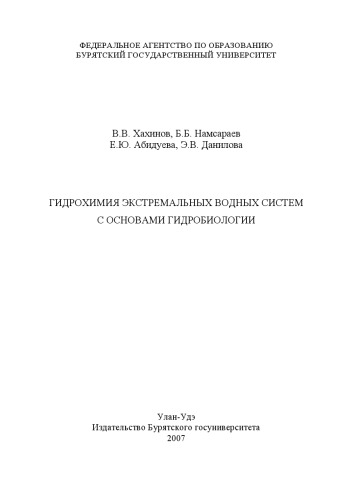 ФЕДЕРАЛЬНОЕ АГЕНТСТВО ПО ОБРАЗОВАНИЮ
БУРЯТСКИЙ ГОСУДАРСТВЕННЫЙ УНИВЕРСИТЕТ
В.В. Хахинов, Б.Б. Намсараев
Е.Ю. Абидуева, Э.В. Данилова
ГИДРОХИМИЯ ЭКСТРЕМАЛЬНЫХ ВОДНЫХ СИСТЕМ
С ОСНОВАМИ ГИДРОБИОЛОГИИ
Улан-Удэ
Издательство Бурятского госуниверситета
2007